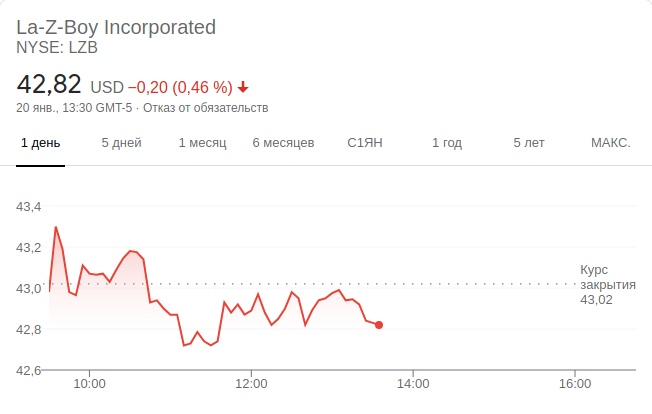 La-Z-Boy Incorporated
NYSE: LZB
42,82 USD −0,20 (0,46 %)
20 янв., 13:30 GMT-5 · Отказ от обязательств
1 день 5 дней 1 месяц 6 месяцев С1ЯН 1 год 5 лет МАКС.
43,4
43,2
43,0
42,8
42,6
Курс
закрытия
43,02
10:00 12:00 14:00 16:00